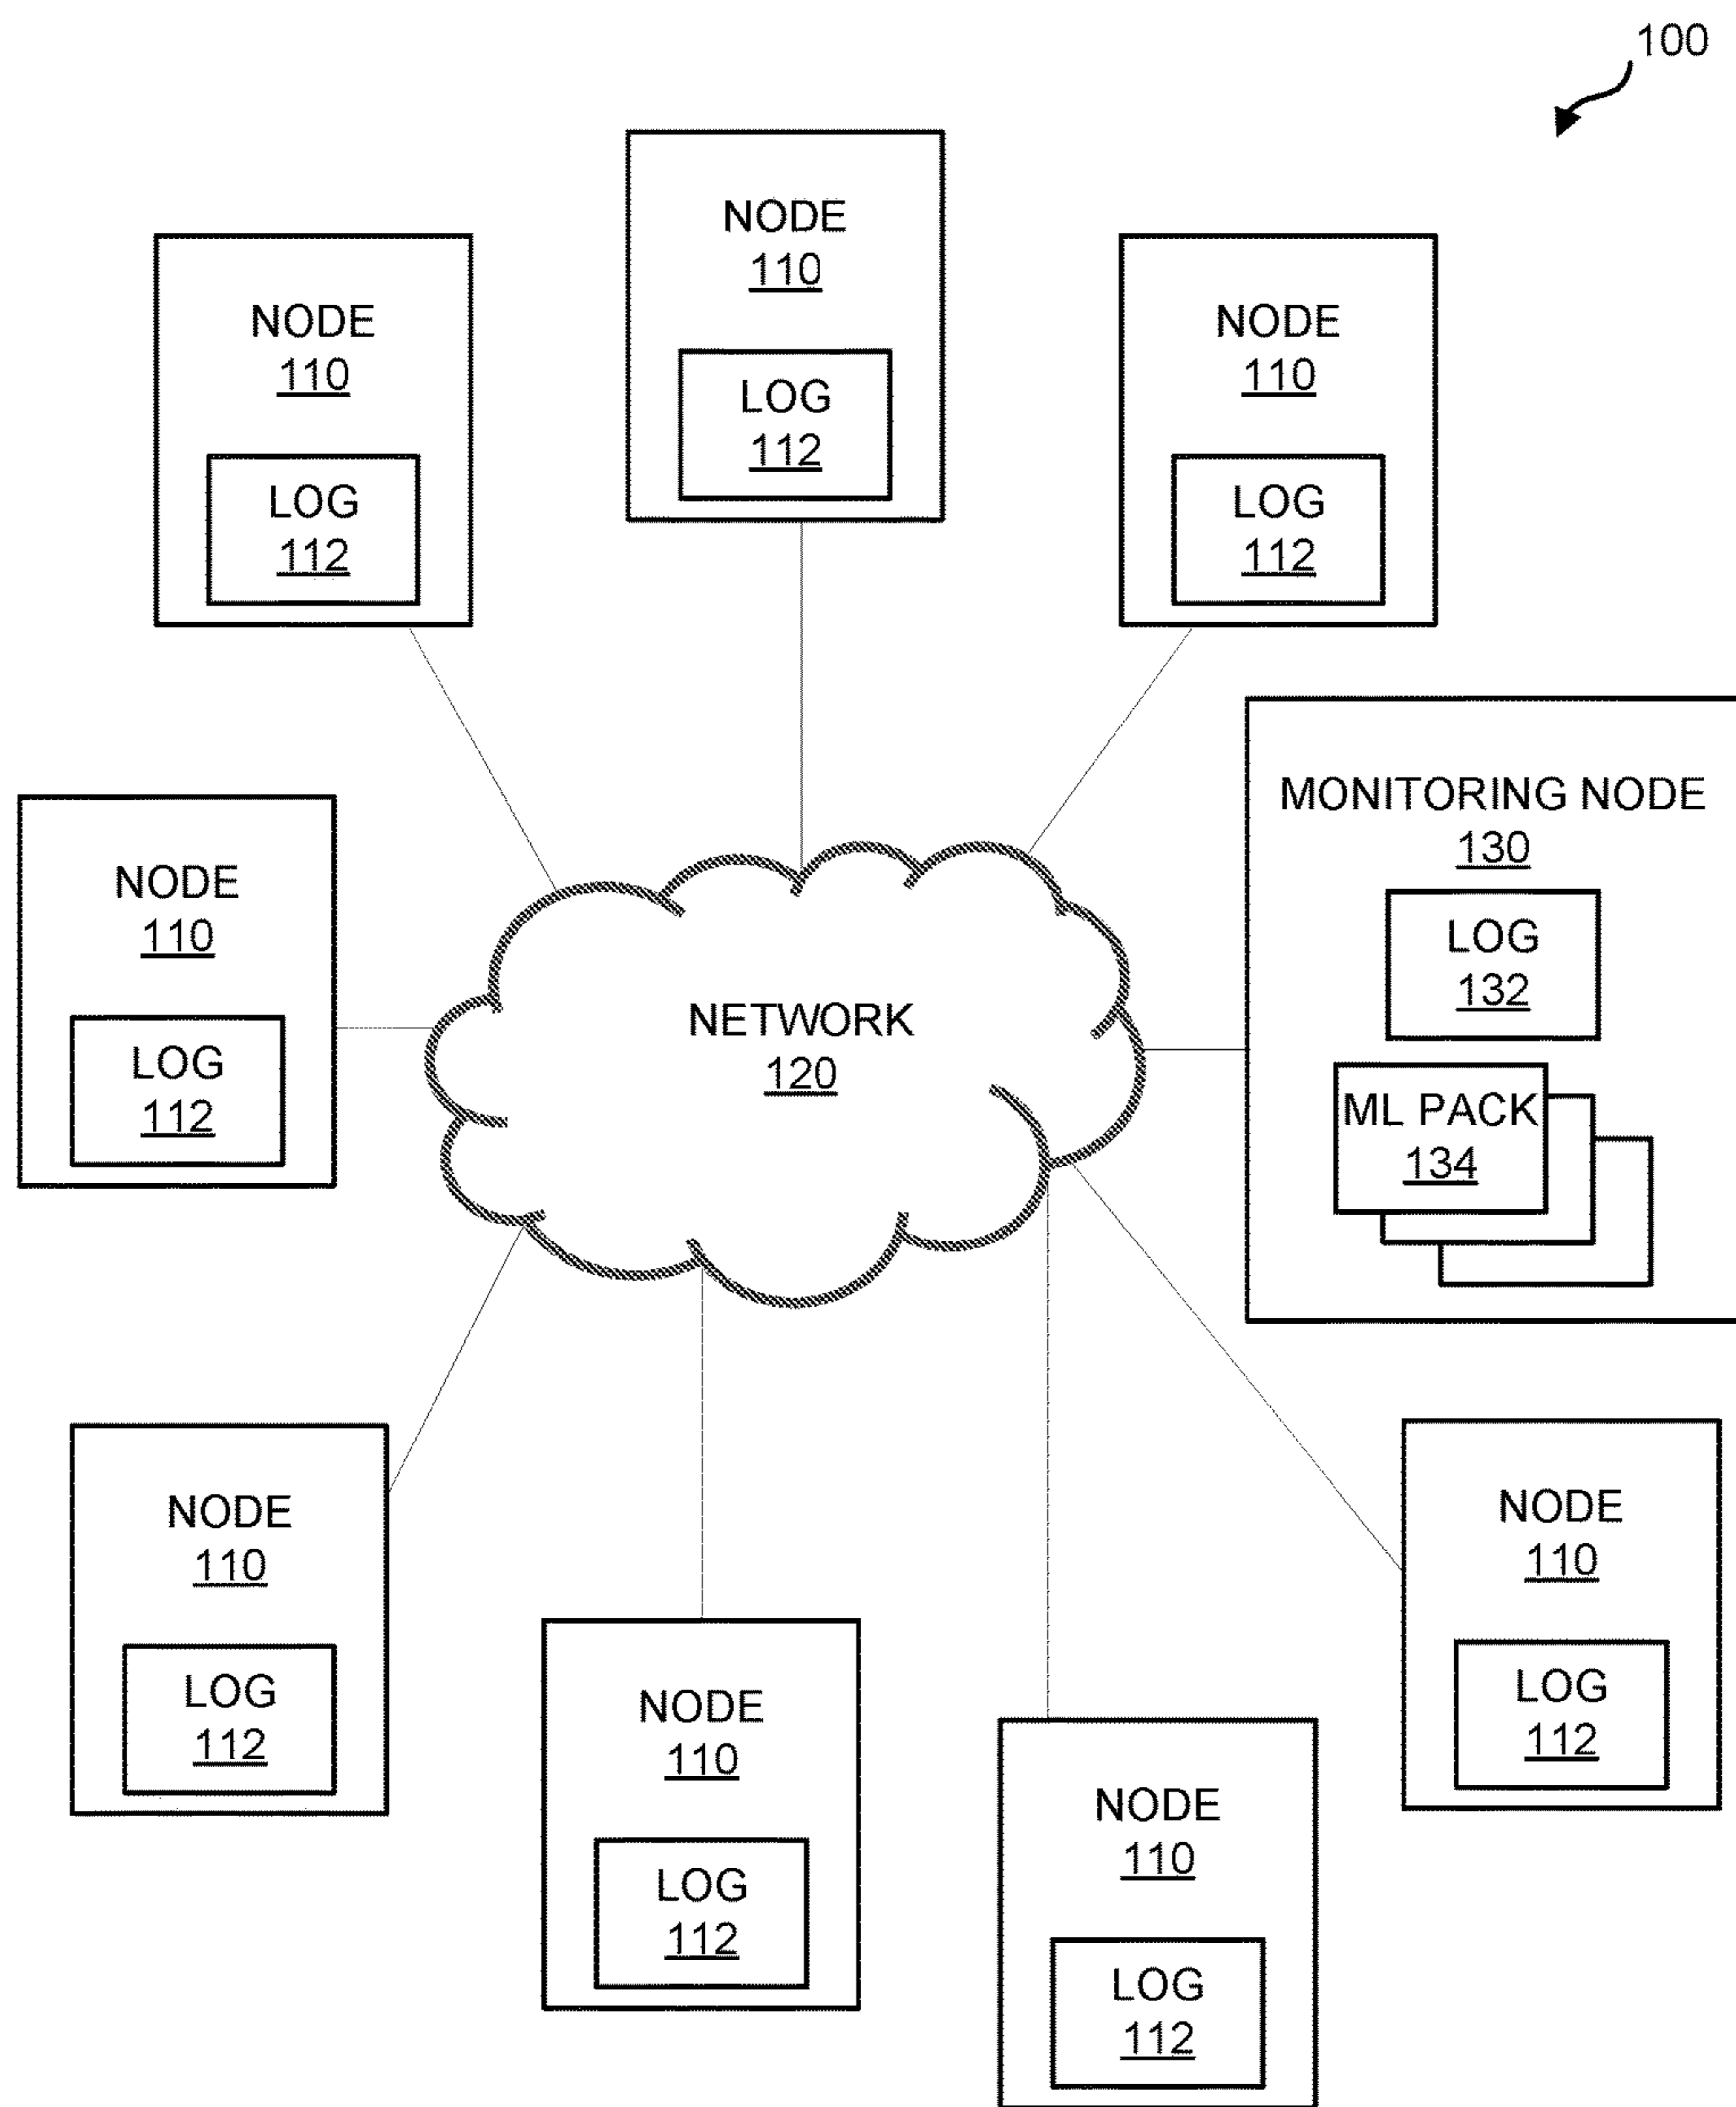 100
NODE
110
LOG
112
NODE
110
LOG
112
NODE
110
LOG
112
MONITORING NODE
130
LOG
132
ML PACK
134
NODE
110
LOG
112
NETWORK
120
NODE
110
LOG
112
NODE
110
LOG
112
NODE
110
LOG
112
NODE
110
LOG
112